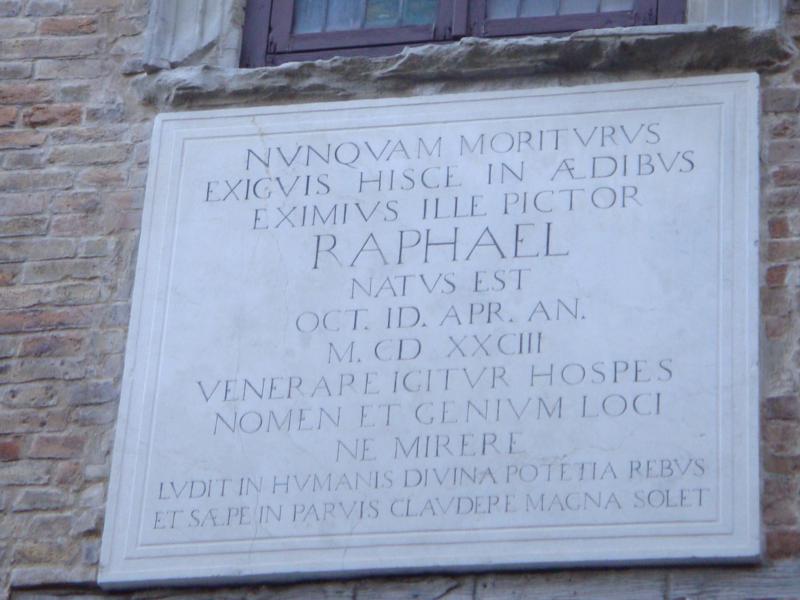 NVNQVAM MORITVRVS
EXIGVIS HISCE IN ÆDIBVS
EXIMIVS ILLE PICTOR
RAPHAEL
NATVS EST
OCT. ID. APR. AN.
M. CD XXCIII
VENERARE IGITVR HOSPES
NOMEN ET GENIVM LOCI
NE MIRERE
LVDIT IN HVMANIS DIVINA POTETIA REBVS
ET SÆPE IN PARVIS CLAVDERE MAGNA SOLET